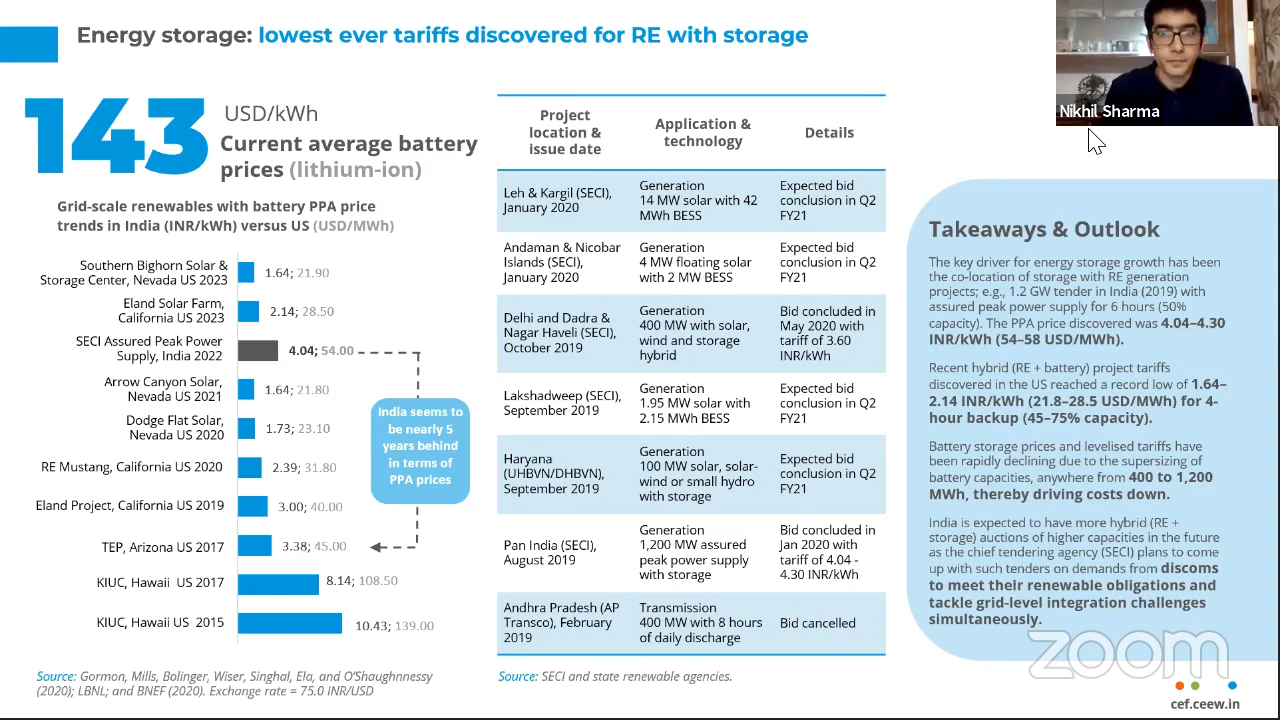 Energy storage: lowest ever tariffs discovered for RE with storage
Nikhil Sharma
143
USD/kWh
Current average battery
prices (lithium-ion)
Grid-scale renewables with battery PPA price
trends in India (INR/kWh) versus US (USD/MWh)
Southern Bighorn Solar &
Storage Center, Nevada US 2023
1.64; 21.90
Eland Solar Farm,
California US 2023
2.14; 28.50
SECI Assured Peak Power
Supply, India 2022
4.04; 54.00
Arrow Canyon Solar,
Nevada US 2021
1.64; 21.80
Dodge Flat Solar,
Nevada US 2020
1.73; 23.10
RE Mustang, California US 2020
2.39; 31.80
Eland Project, California US 2019
3.00; 40.00
TEP, Arizona US 2017
3.38; 45.00
KIUC, Hawaii US 2017
8.14; 108.50
KIUC, Hawaii US 2015
10.43; 139.00
India seems to
be nearly 5
years behind
in terms of
PPA prices
Source: Gormon, Mills, Bolinger, Wiser, Singhal, Ela, and O'Shaughnnessy
(2020); LBNL; and BNEF (2020). Exchange rate = 75.0 INR/USD
Project
location &
issue date
Application &
technology
Details
Leh & Kargil (SECI),
January 2020
Generation
14 MW solar with 42
MWh BESS
Expected bid
conclusion in Q2
FY21
Andaman & Nicobar
Islands (SECI),
January 2020
Generation
4 MW floating solar
with 2 MW BESS
Expected bid
conclusion in Q2
FY21
Delhi and Dadra &
Nagar Haveli (SECI),
October 2019
Generation
400 MW with solar,
wind and storage
hybrid
Bid concluded in
May 2020 with
tariff of 3.60
INR/kWh
Lakshadweep (SECI),
September 2019
Generation
1.95 MW solar with
2.15 MWh BESS
Expected bid
conclusion in Q2
FY21
Haryana
(UHBVN/DHBVN),
September 2019
Generation
100 MW solar, solar-
wind or small hydro
with storage
Expected bid
conclusion in Q2
FY21
Pan India (SECI),
August 2019
Generation
1,200 MW assured
peak power supply
with storage
Bid concluded in
Jan 2020 with
tariff of 4.04 -
4.30 INR/kWh
Andhra Pradesh (AP
Transco), February
2019
Transmission
400 MW with 8 hours
of daily discharge
Bid cancelled
Source: SECI and state renewable agencies.
Takeaways & Outlook
The key driver for energy storage growth has been
the co-location of storage with RE generation
projects; e.g., 1.2 GW tender in India (2019) with
assured peak power supply for 6 hours (50%
capacity). The PPA price discovered was 4.04–4.30
INR/kWh (54–58 USD/MWh).
Recent hybrid (RE + battery) project tariffs
discovered in the US reached a record low of 1.64–
2.14 INR/kWh (21.8–28.5 USD/MWh) for 4-
hour backup (45–75% capacity).
Battery storage prices and levelised tariffs have
been rapidly declining due to the supersizing of
battery capacities, anywhere from 400 to 1,200
MWh, thereby driving costs down.
India is expected to have more hybrid (RE +
storage) auctions of higher capacities in the future
as the chief tendering agency (SECI) plans to come
up with such tenders on demands from discoms
to meet their renewable obligations and
tackle grid-level integration challenges
simultaneously.
zoom
cef.ceew.in